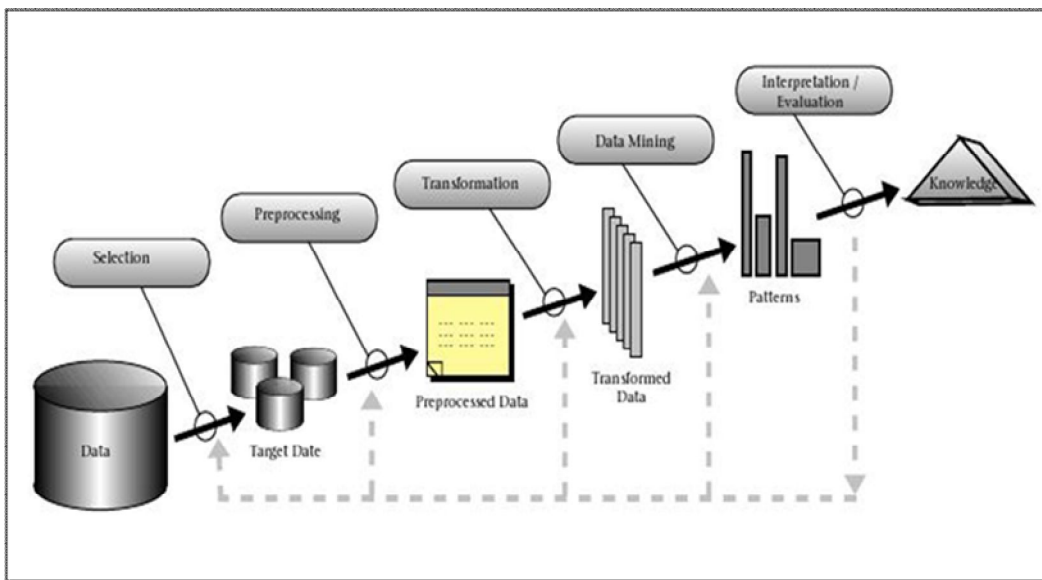 Interpretation /
Evaluation
Data Mining
Knowledge
Transformation
Preprocessing
Selection
Patterns
Transformed
Data
Preprocessed Data
Target Date
Data